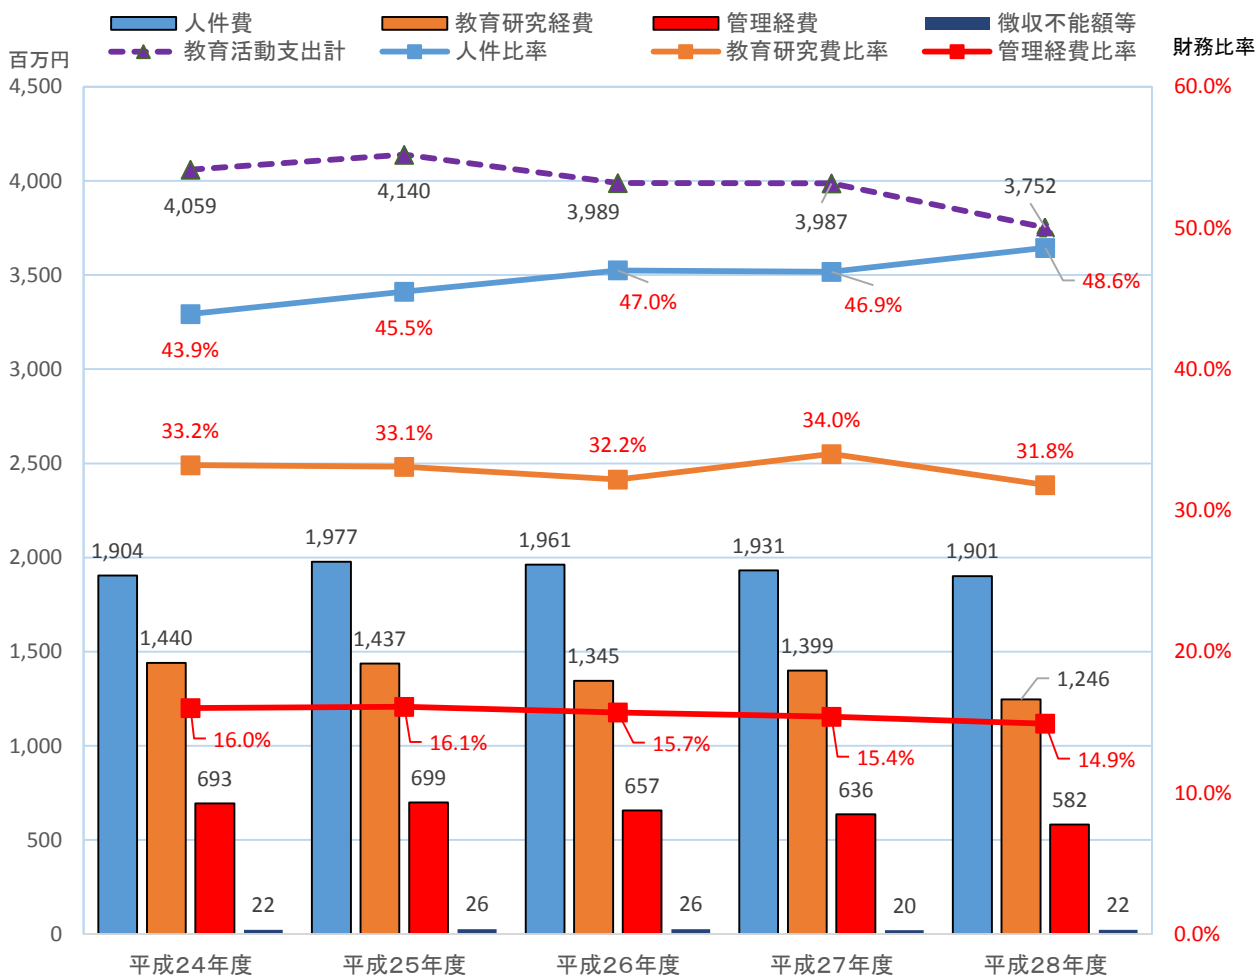 人件費 教育研究経費 管理経費 徴収不能額等
教育活動支出計 人件比率 教育研究費比率 管理経費比率
百万円 財務比率
4,500 60.0%
4,000
4,059 4,140 3,989 3,987 3,752
50.0%
3,500
43.9% 45.5% 47.0% 46.9% 48.6%
3,000 40.0%
33.2% 33.1% 32.2% 34.0% 31.8%
2,500
30.0%
2,000
1,904 1,977 1,961 1,931 1,901
1,440 1,437 1,345 1,399 1,246
1,500 20.0%
1,000
16.0% 16.1% 15.7% 15.4% 14.9%
693 699 657 636 582
10.0%
500
22 26 26 20 22
0 0.0%
平成24年度 平成25年度 平成26年度 平成27年度 平成28年度